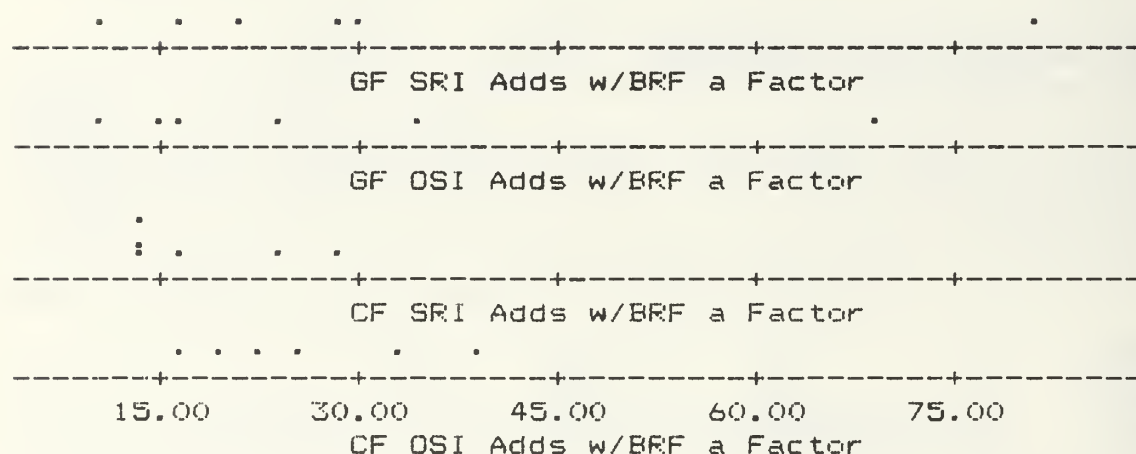 GF SRI Adds w/BRF a Factor
GF OSI Adds w/BRF a Factor
CF SRI Adds w/BRF a Factor
15.00 30.00 45.00 60.00 75.00
CF OSI Adds w/BRF a Factor